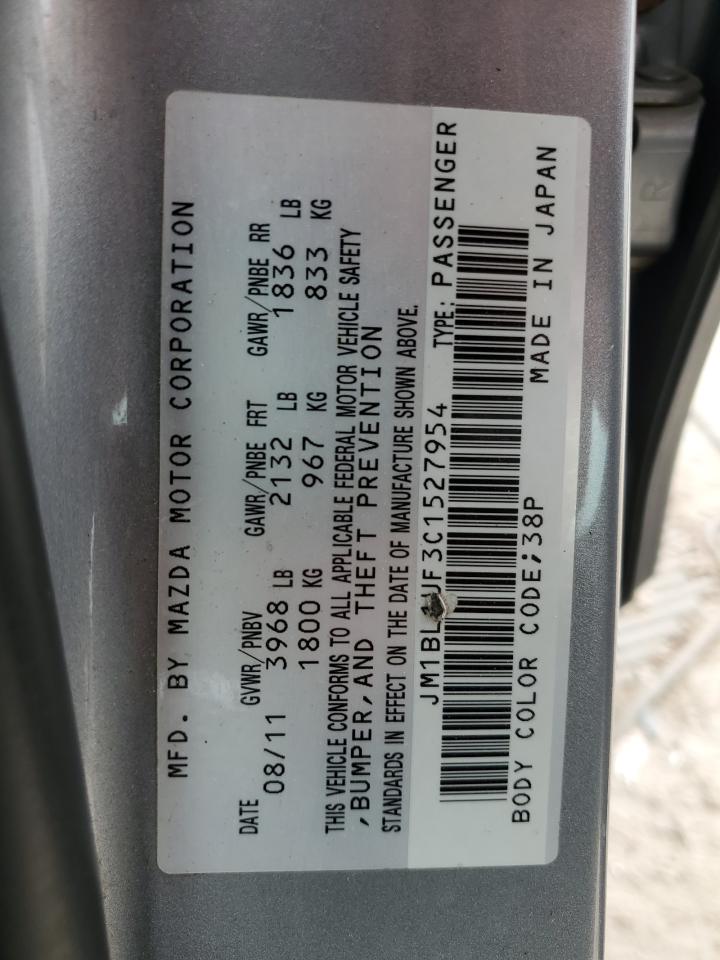 MFD. BY MAZDA MOTOR CORPORATION
DATE GVWR/PNBV GAWR/PNBE FRT GAWR/PNBE RR
08/11 3968 LB 2132 LB 1836 LB
1800 KG 967 KG 833 KG
THIS VEHICLE CONFORMS TO ALL APPLICABLE FEDERAL MOTOR VEHICLE SAFETY
,BUMPER,AND THEFT PREVENTION
STANDARDS IN EFFECT ON THE DATE OF MANUFACTURE SHOWN ABOVE.
TYPE: PASSENGER
BODY COLOR CODE;38P MADE IN JAPAN